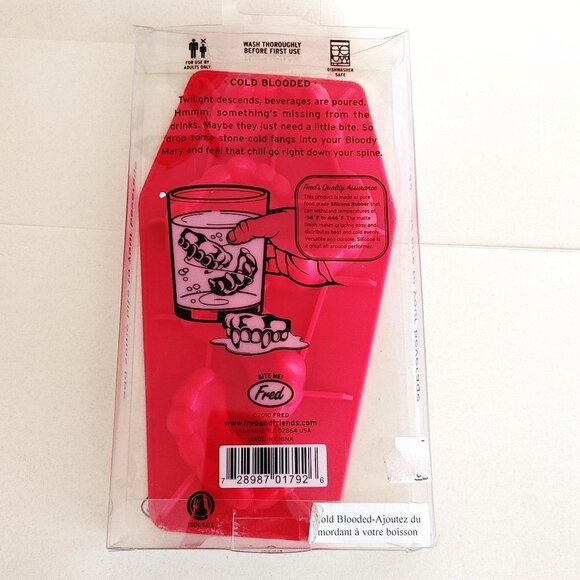 FOR USE BY
ADULTS ONLY
WASH THOROUGHLY
BEFORE FIRST USE
DISHWASHER
SAFE
· COLD BLOODED ·
Twilight descends, beverages are poured.
Hmmm, something's missing from the
drinks. Maybe they just need a little bite. So
drop some stone-cold fangs into your Bloody
Mary and feel that chill go right down your spine.
Fred's Quality Assurance
This product is made of pure
food grade Silicone Rubber that
can withstand temperatures of
-58°F to 446°F. The matte
finish makes gripping easy and
distributes heat and cold evenly.
Versatile and durable, Silicone is
a great all around performer.
BITE ME!
Fred
©2010 FRED
www.fredandfriends.com
Cumberland, RI 02864 USA
MADE IN CHINA
7 28987 01792 6
FOOD SAFE
old Blooded-Ajoutez du
mordant à votre boisson